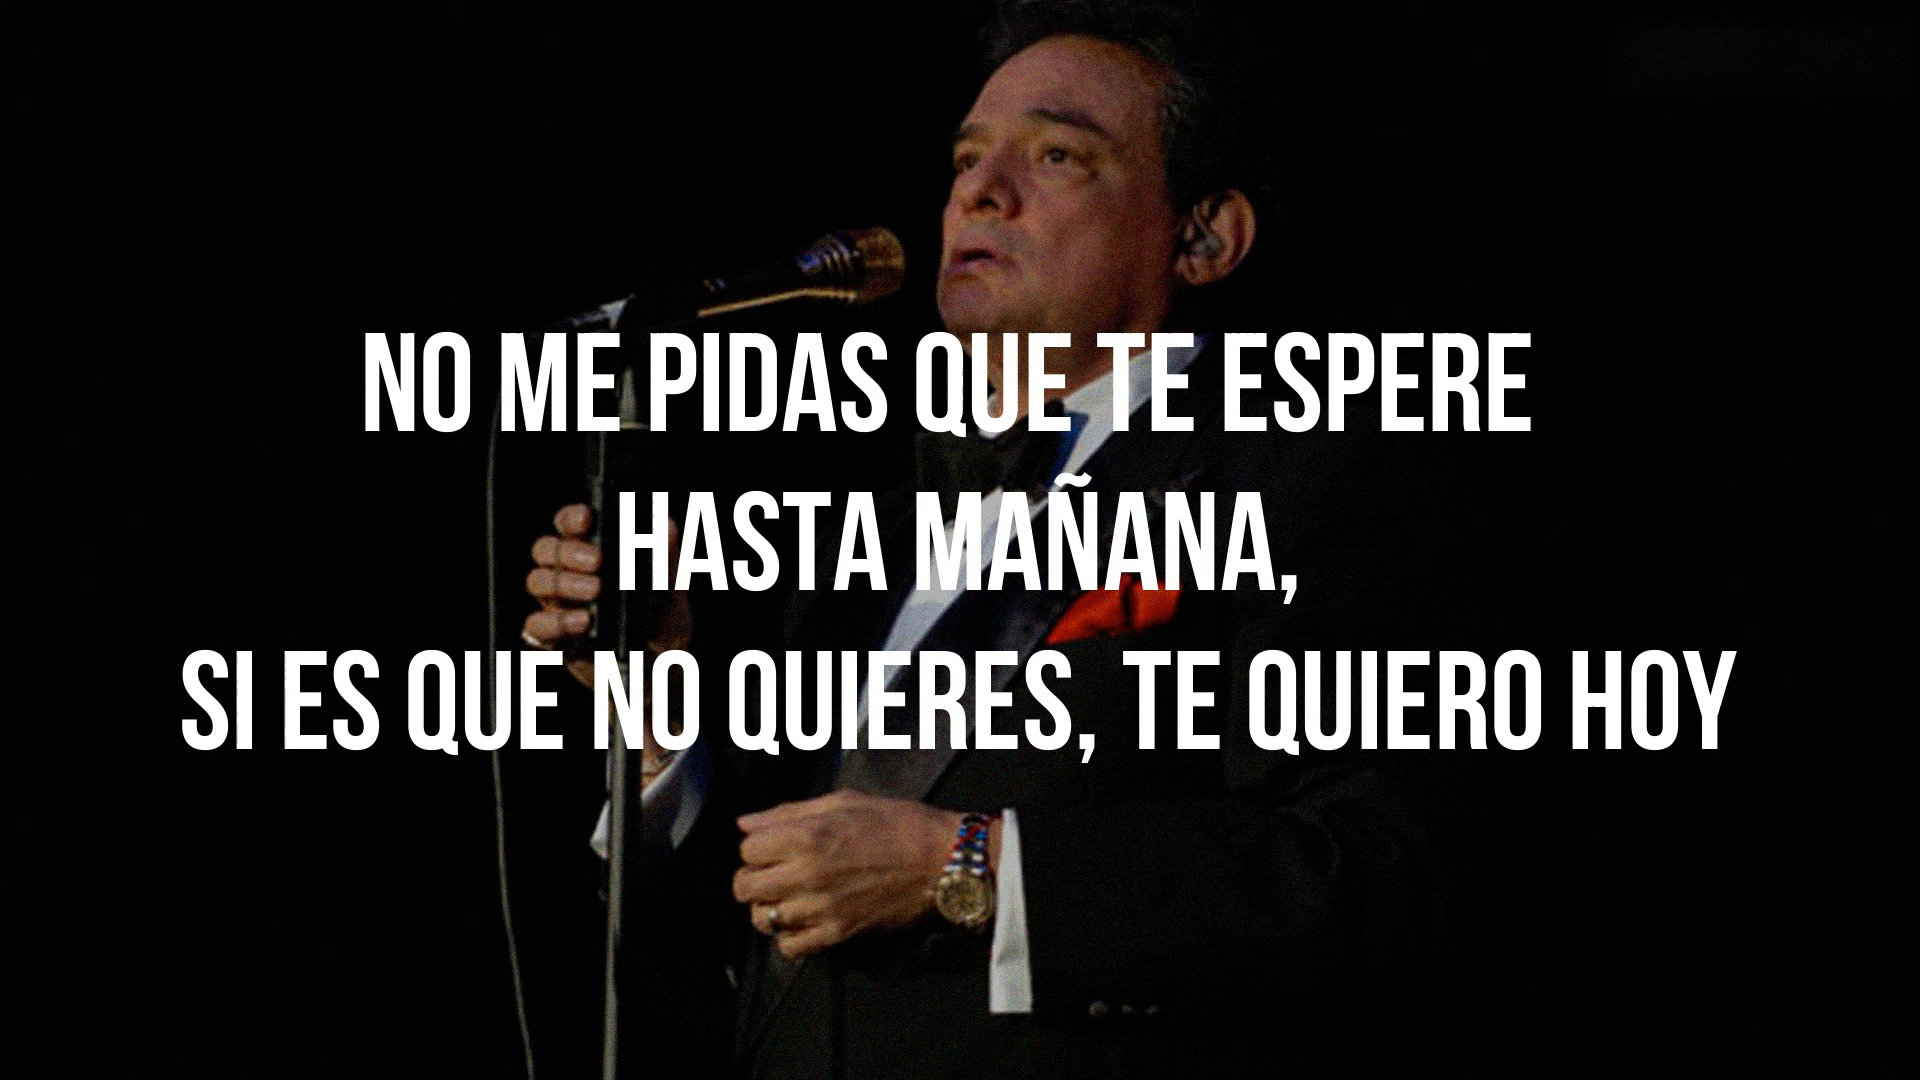 NO ME PIDAS QUE TE ESPERE
HASTA MAÑANA,
SI ES QUE NO QUIERES, TE QUIERO HOY